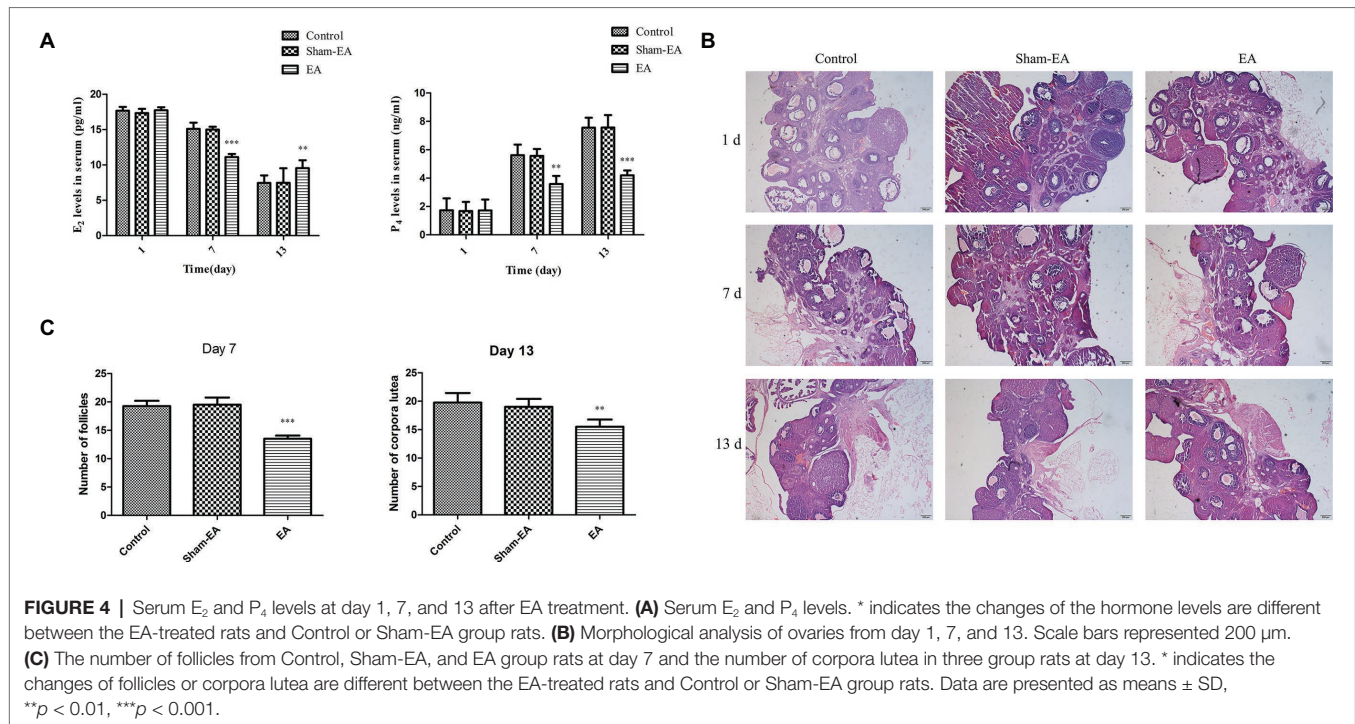 A
Control
Sham-EA
EA
E₂ levels in serum (pg/ml)
20
15
10
5
0
***
**
1
7
13
Time(day)
Control
Sham-EA
EA
P₄ levels in serum (ng/ml)
10
8
6
4
2
0
**
***
1
7
13
Time (day)
B
Control
Sham-EA
EA
1 d
7 d
13 d
C
Day 7
Number of follicles
25
20
15
10
5
0
***
Control
Sham-EA
EA
Day 13
Number of corpora lutea
25
20
15
10
5
0
**
Control
Sham-EA
EA
FIGURE 4 | Serum E₂ and P₄ levels at day 1, 7, and 13 after EA treatment. (A) Serum E₂ and P₄ levels. * indicates the changes of the hormone levels are different
between the EA-treated rats and Control or Sham-EA group rats. (B) Morphological analysis of ovaries from day 1, 7, and 13. Scale bars represented 200 μm.
(C) The number of follicles from Control, Sham-EA, and EA group rats at day 7 and the number of corpora lutea in three group rats at day 13. * indicates the
changes of follicles or corpora lutea are different between the EA-treated rats and Control or Sham-EA group rats. Data are presented as means ± SD,
**p < 0.01, ***p < 0.001.